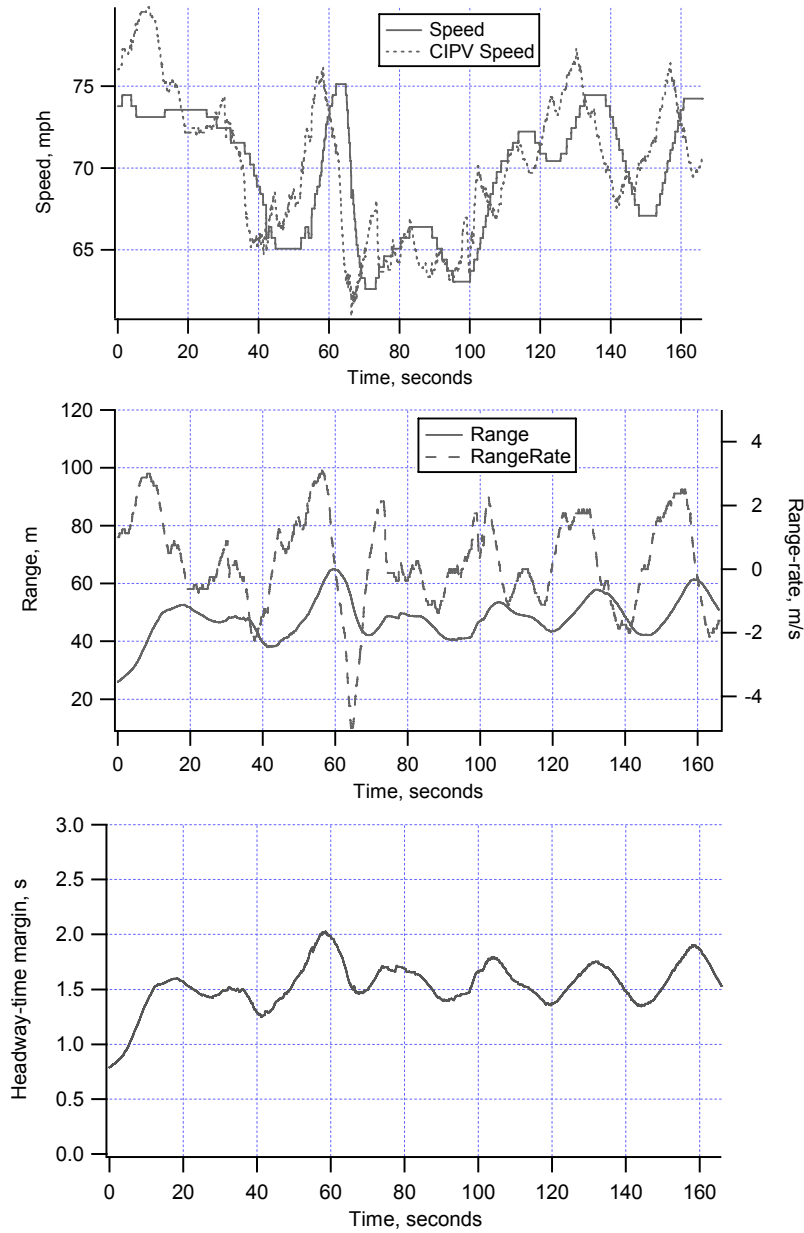 Speed
CIPV Speed
75
70
65
Speed, mph
0 20 40 60 80 100 120 140 160
Time, seconds
Range
RangeRate
120
100
80
60
40
20
Range, m
4
2
0
-2
-4
Range-rate, m/s
0 20 40 60 80 100 120 140 160
Time, seconds
3.0
2.5
2.0
1.5
1.0
0.5
0.0
Headway-time margin, s
0 20 40 60 80 100 120 140 160
Time, seconds